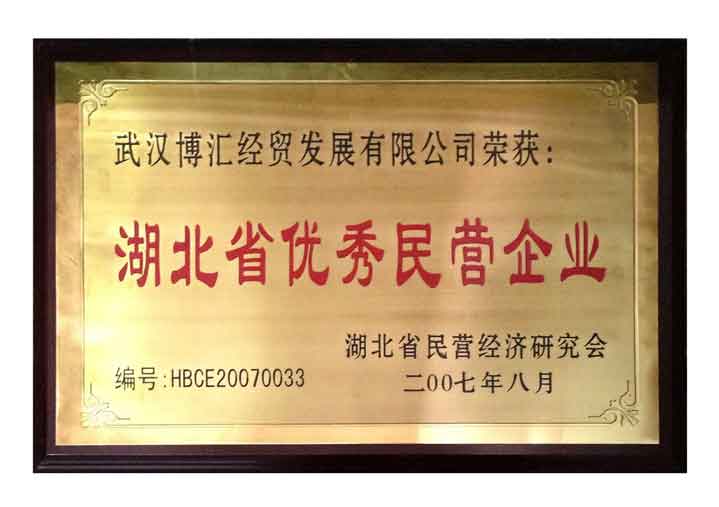 武汉博汇经贸发展有限公司荣获：
湖北省优秀民营企业
湖北省民营经济研究会
编号:HBCE20070033
二00七年八月